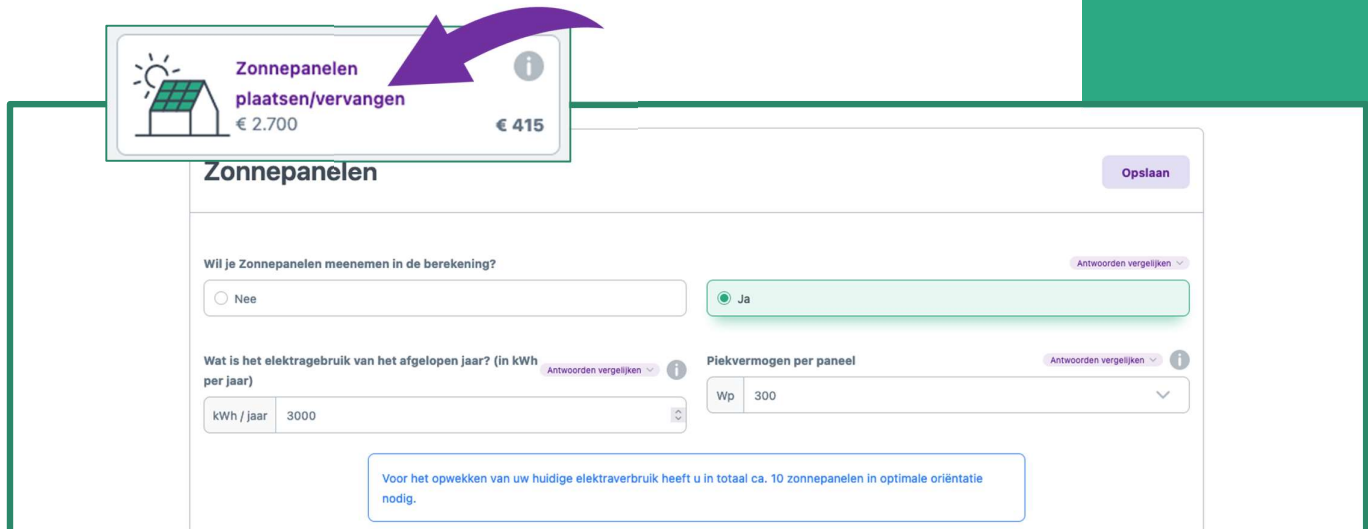 Zonnepanelen
plaatsen/vervangen
€ 2.700
€ 415
Zonnepanelen
Opslaan
Wil je Zonnepanelen meenemen in de berekening?
Antwoorden vergelijken
Nee
Ja
Wat is het elektragebruik van het afgelopen jaar? (in kWh
per jaar)
Antwoorden vergelijken
i
kWh / jaar 3000
Piekvermogen per paneel
Antwoorden vergelijken
i
Wp 300
Voor het opwekken van uw huidige elektraverbruik heeft u in totaal ca. 10 zonnepanelen in optimale oriëntatie
nodig.